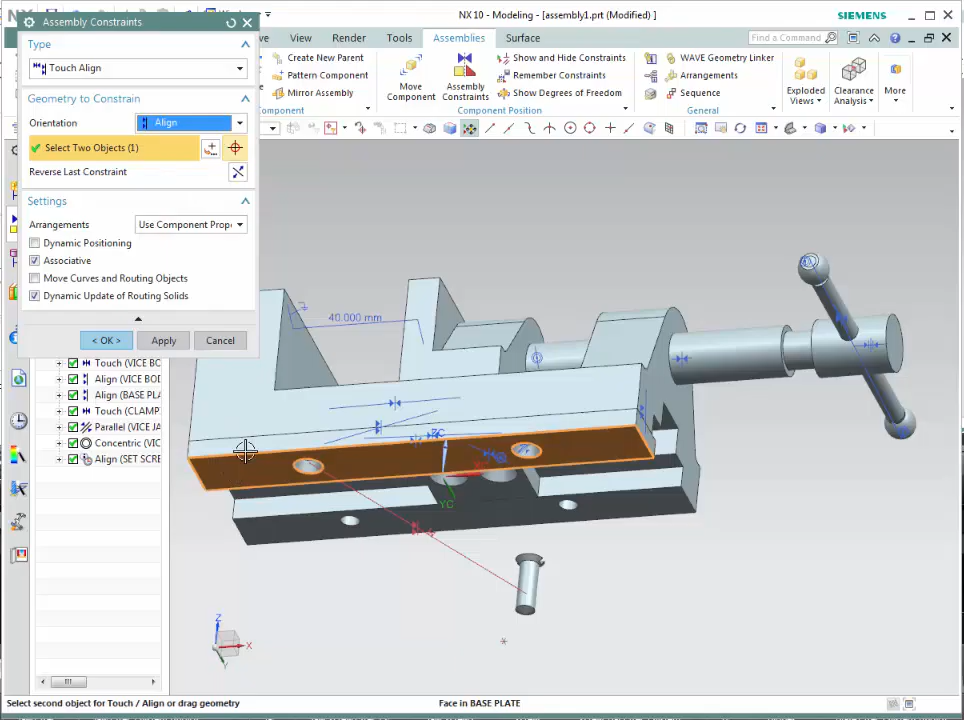 NX 10 - Modeling - [assembly1.prt (Modified) ]
SIEMENS
Assembly Constraints
View
Render
Tools
Assemblies
Surface
Find a Command
Type
Touch Align
Geometry to Constrain
Orientation
Align
Select Two Objects (1)
Reverse Last Constraint
Settings
Arrangements
Use Component Prop
Dynamic Positioning
Associative
Move Curves and Routing Objects
Dynamic Update of Routing Solids
< OK >
Apply
Cancel
Create New Parent
Pattern Component
Mirror Assembly
Move
Component
Assembly
Constraints
Show and Hide Constraints
Remember Constraints
Show Degrees of Freedom
Component Position
WAVE Geometry Linker
Arrangements
Sequence
General
Exploded
Views
Clearance
Analysis
More
Touch (VICE BC
Align (VICE BOD
Align (BASE PLA
Touch (CLAMP
Parallel (VICE JA
Concentric (VIC
Align (SET SCRE
40.000 mm
ZC
YC
Z
X
Y
Select second object for Touch / Align or drag geometry
Face in BASE PLATE